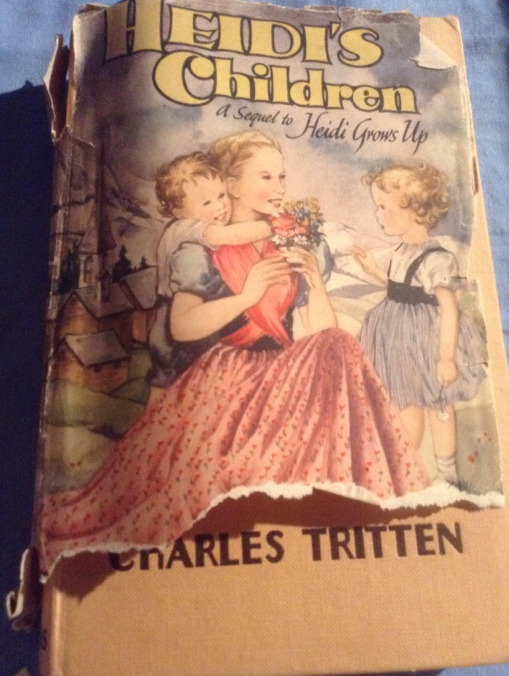 HEIDI'S
Children
A Sequel to Heidi Grows Up
CHARLES TRITTEN